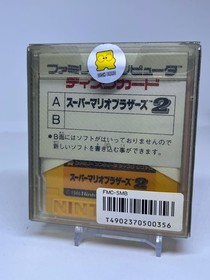 ファミリーコンピュータ
ディスクカード
A スーパーマリオブラザーズ2
B
●B面にはソフトがはいっておりませんので
新しいソフトを書き込む事ができます。
スーパーマリオブラザーズ2
NINTEN
FMC-SMB
T4902370500356